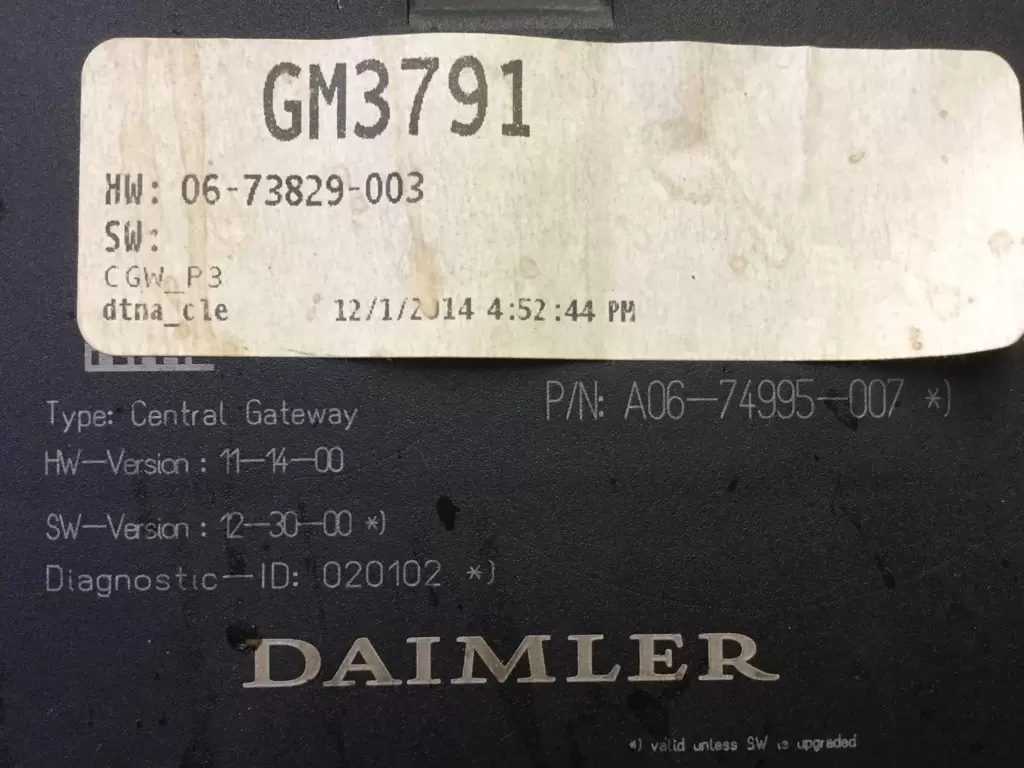 GM3791
HW: 06-73829-003
SW:
CGW_P3
dtna_cle 12/1/2014 4:52:44 PM
Type: Central Gateway P/N: A06-74995-007 *)
HW-Version : 11-14-00
SW-Version : 12-30-00 *)
Diagnostic-ID: 020102 *)
DAIMLER
*) valid unless SW is upgraded